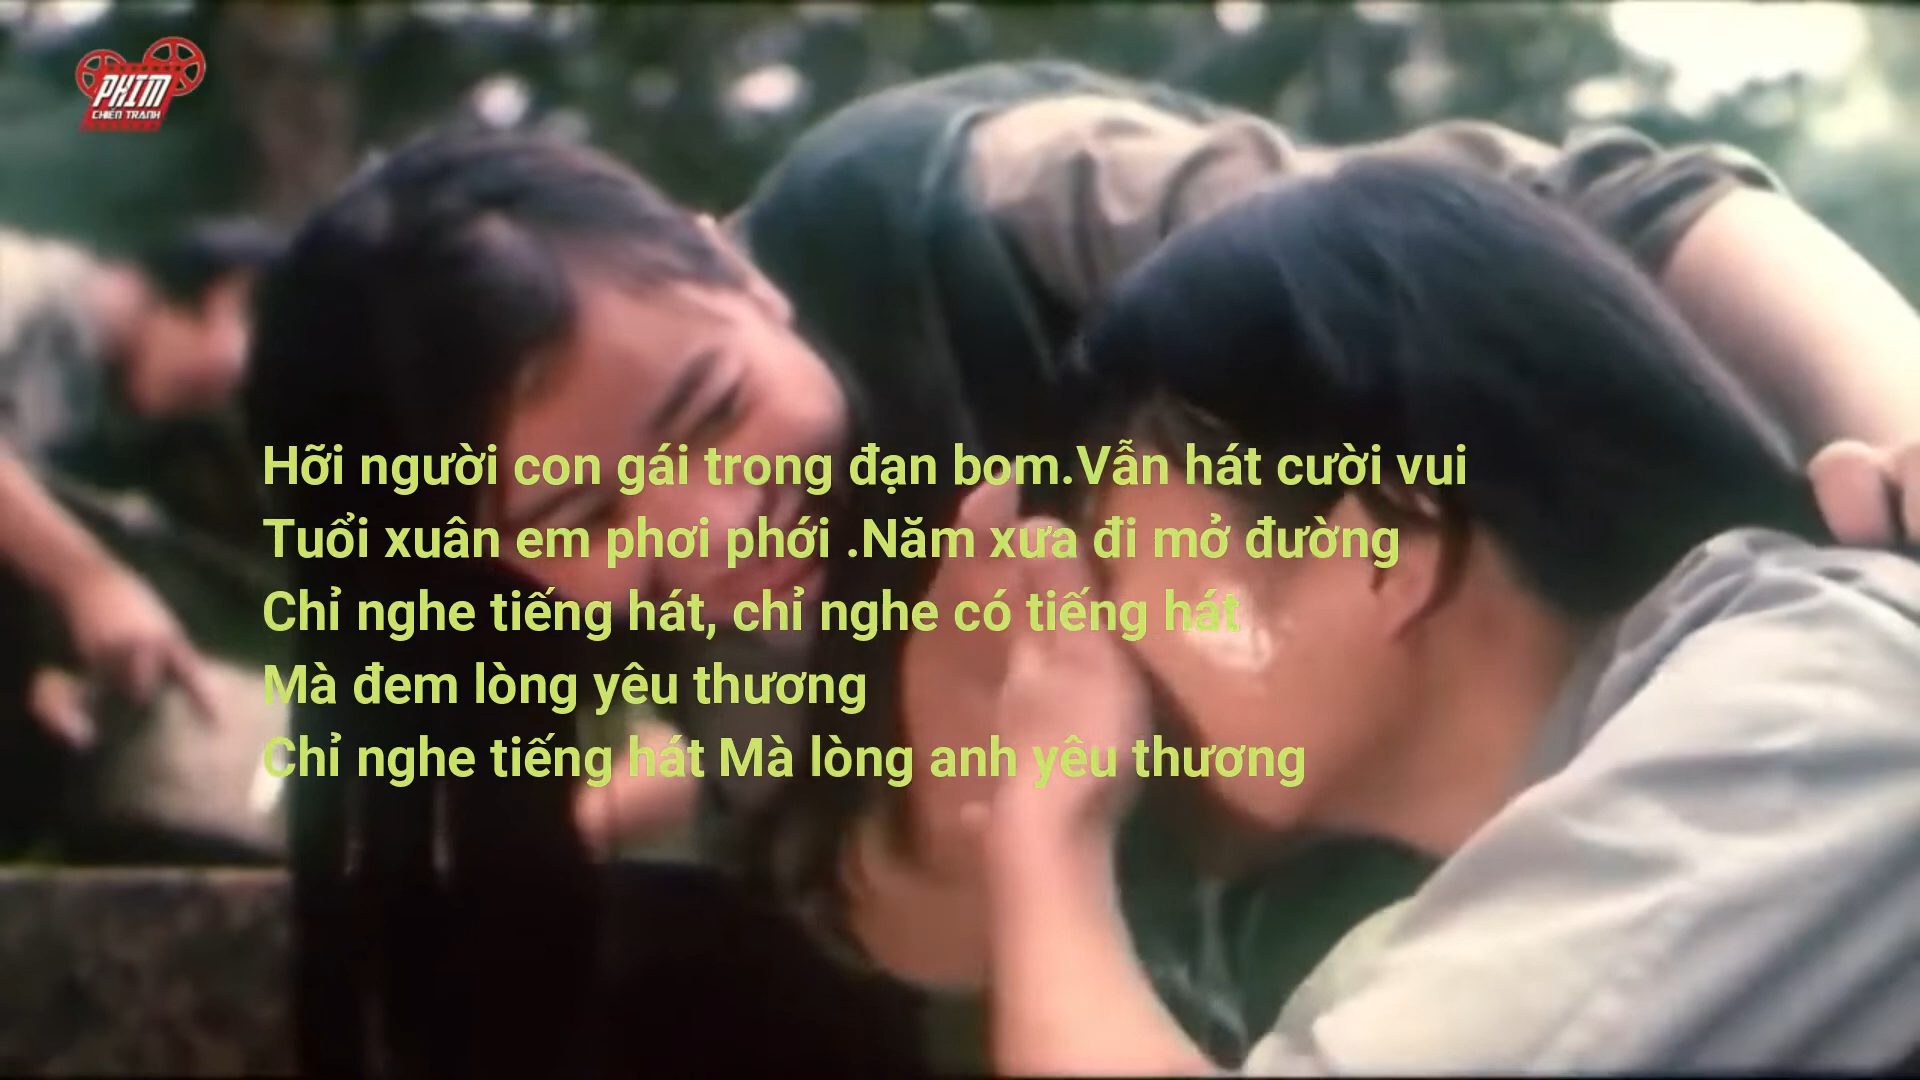 PHIM
CHIẾN TRANH
Hỡi người con gái trong đạn bom.Vẫn hát cười vui
Tuổi xuân em phơi phới .Năm xưa đi mở đường
Chỉ nghe tiếng hát, chỉ nghe có tiếng hát
Mà đem lòng yêu thương
Chỉ nghe tiếng hát Mà lòng anh yêu thương